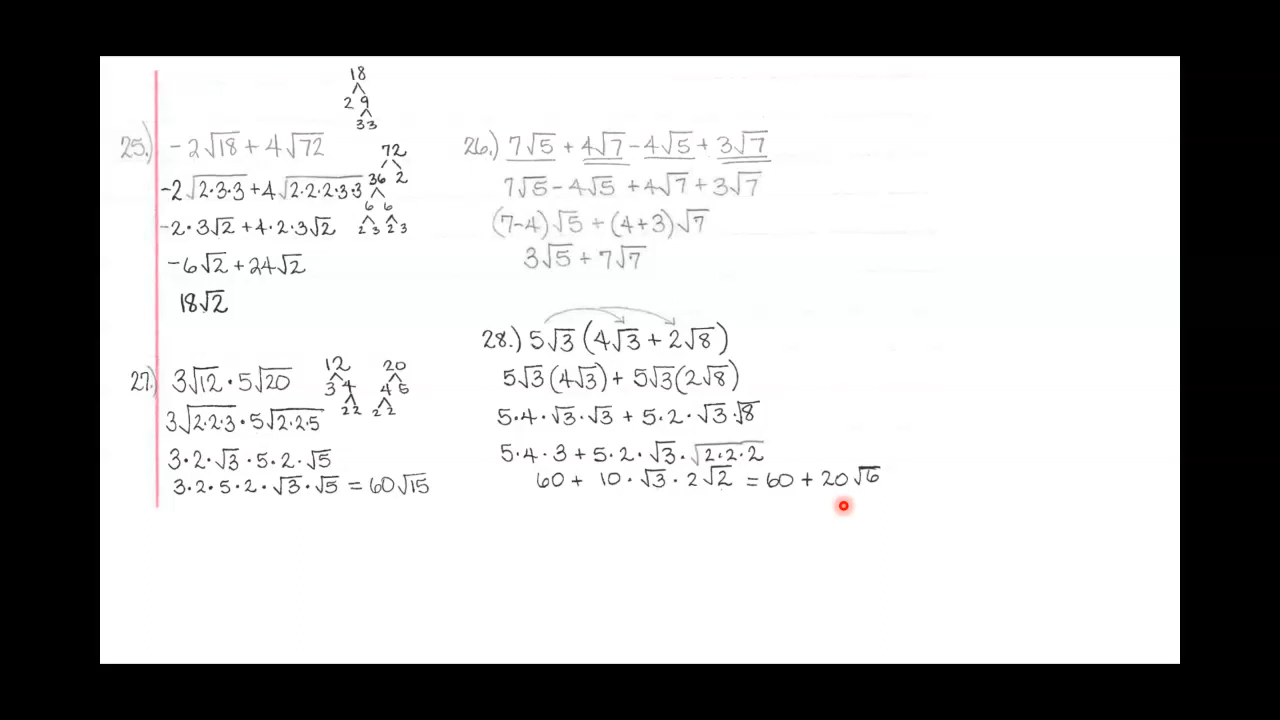 25.) -2√18 + 4√72
-2√2·3·3 + 4√2·2·2·3·3
-2·3√2 + 4·2·3√2
-6√2 + 24√2
18√2
18
2 9
3 3
72
36 2
6 6
2 3 2 3
26.) 7√5 + 4√7 - 4√5 + 3√7
7√5 - 4√5 + 4√7 + 3√7
(7-4)√5 + (4+3)√7
3√5 + 7√7
27.) 3√12 · 5√20
3√2·2·3 · 5√2·2·5
3·2·√3 · 5·2·√5
3·2·5·2·√3·√5 = 60√15
12
3 4
2 2
20
4 5
2 2
28.) 5√3 (4√3 + 2√8)
5√3(4√3) + 5√3(2√8)
5·4·√3·√3 + 5·2·√3·√8
5·4·3 + 5·2·√3·√2·2·2
60 + 10·√3·2√2 = 60 + 20√6